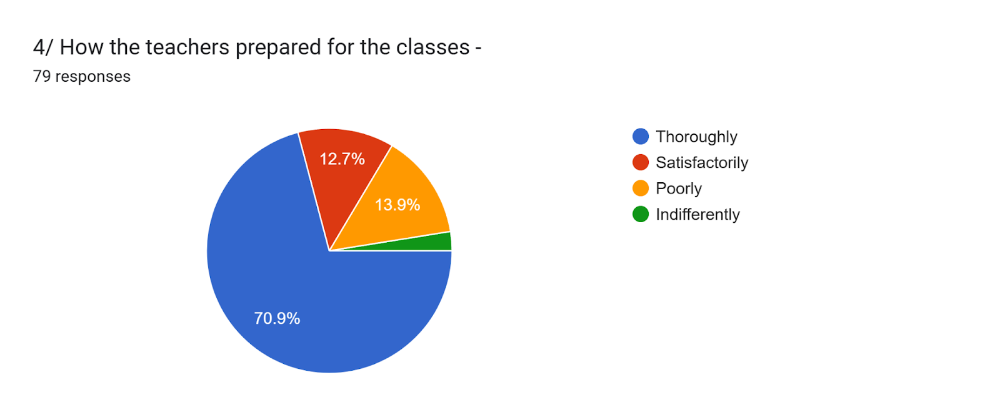 4/ How the teachers prepared for the classes -
79 responses
12.7%
13.9%
70.9%
Thoroughly
Satisfactorily
Poorly
Indifferently